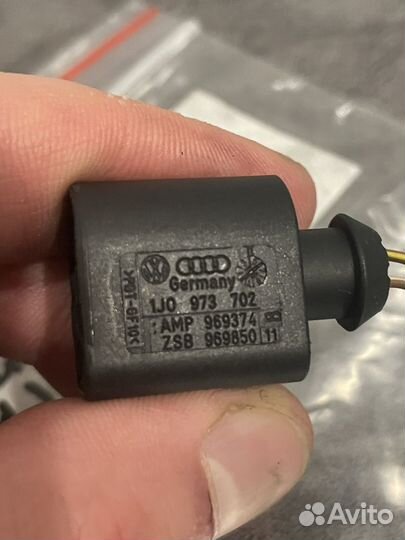 Germany
1J0 973 702
AMP 969374
ZSB 969850 11
Avito